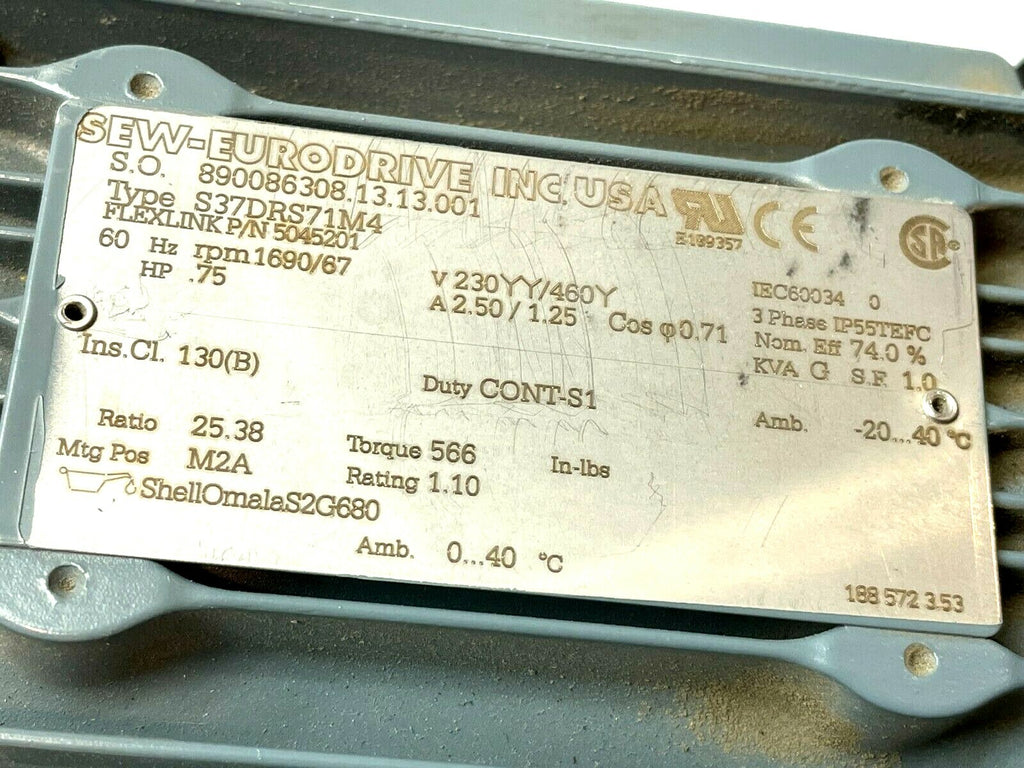 SEW-EURODRIVE INC. USA
S.O. 890086308.13.13.001
Type S37DRS71M4
FLEXLINK P/N 5045201
E189357
60 Hz rpm 1690/67
HP .75
V 230YY/460Y
A 2.50 / 1.25 Cos φ 0.71
IEC60034 0
3 Phase IP55TEFC
Nom. Eff 74.0 %
KVA G S.F. 1.0
Ins.Cl. 130(B)
Duty CONT-S1
Amb. -20...40 °C
Ratio 25.38
Torque 566 In-lbs
Mtg Pos M2A
Rating 1.10
ShellOmalaS2G680
Amb. 0...40 °C
188 572 3.53